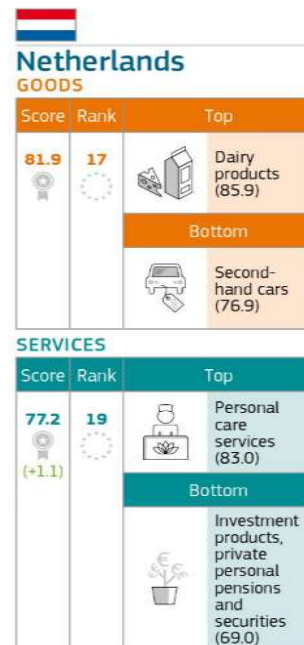 Netherlands
GOODS
Score Rank Top
81.9 17 Dairy
products
(85.9)
Bottom
Second-
hand cars
(76.9)
SERVICES
Score Rank Top
77.2 19 Personal
(+1.1) care
services
(83.0)
Bottom
Investment
products,
private
personal
pensions
and
securities
(69.0)